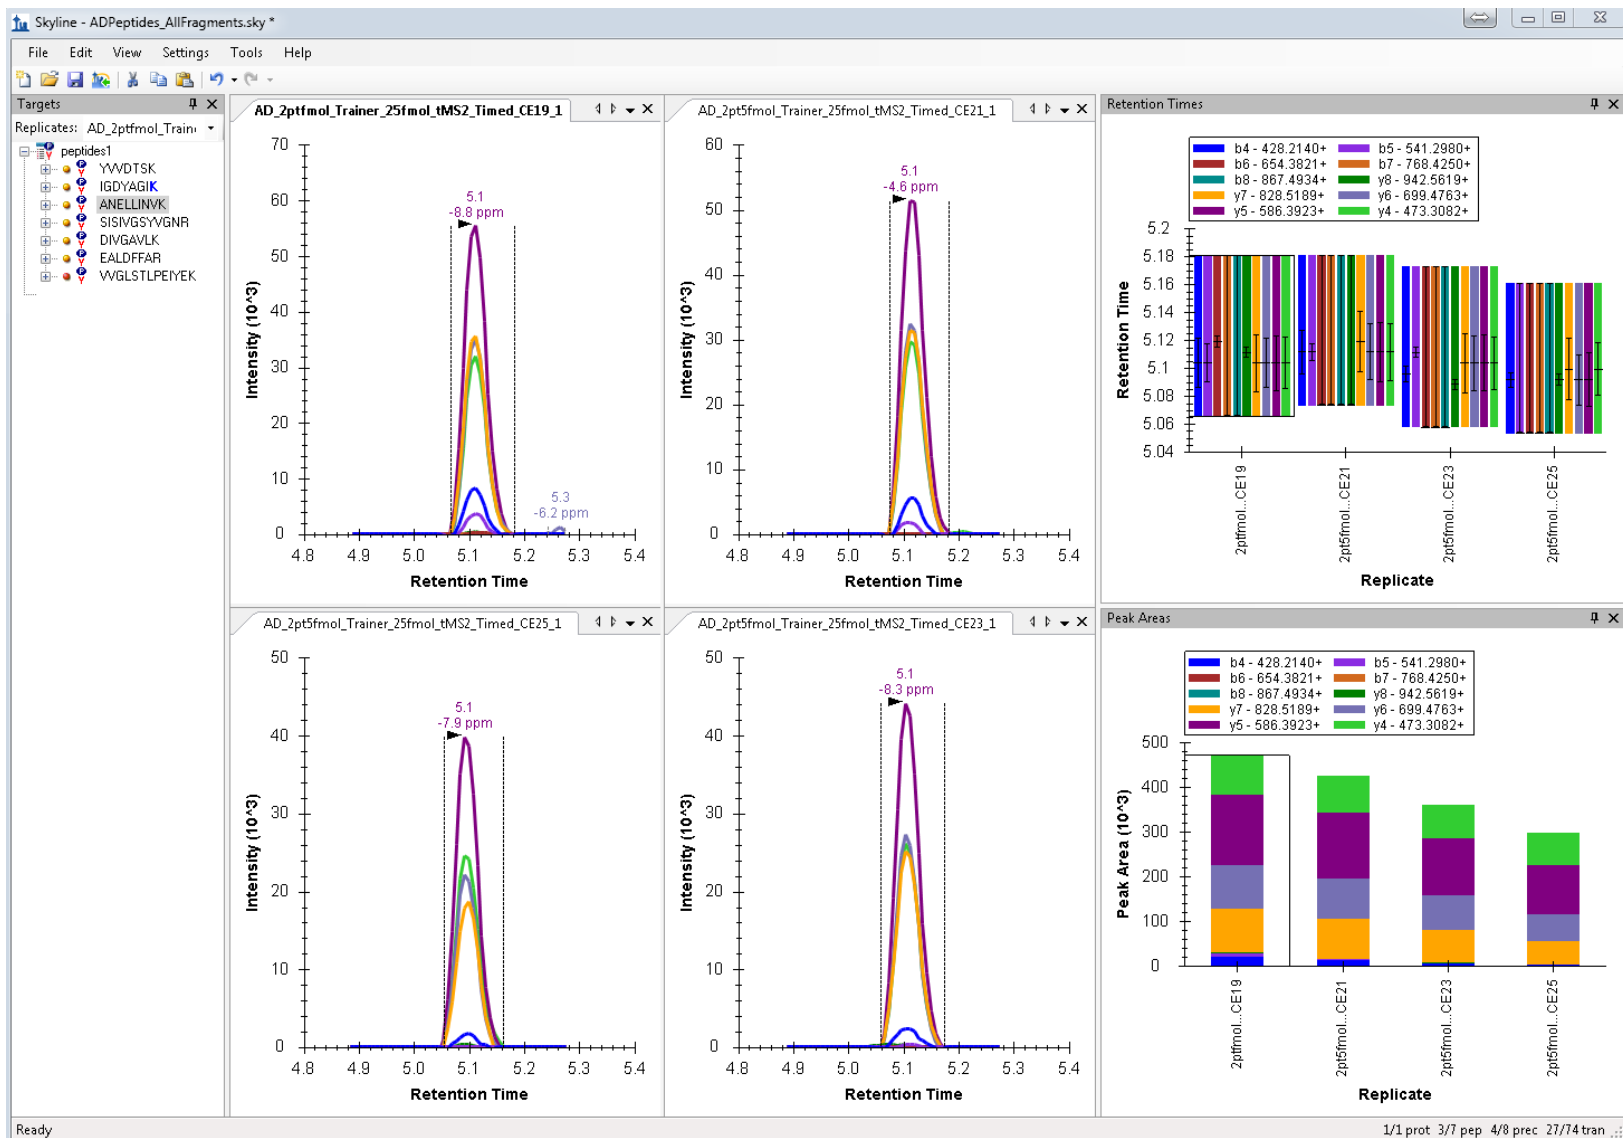 Skyline - ADPeptides_AllFragments.sky *
File Edit View Settings Tools Help
Targets
Replicates: AD_2ptfmol_Train
peptides1
YVVDTSK
IGDYAGIK
ANELLINVK
SISIVGSYVGNR
DIVGAVLK
EALDFFAR
VVGLSTLPEIYEK
AD_2ptfmol_Trainer_25fmol_tMS2_Timed_CE19_1
70
60
50
40
30
20
10
0
Intensity (10^3)
5.1
-8.8 ppm
5.3
-6.2 ppm
4.8 4.9 5.0 5.1 5.2 5.3 5.4
Retention Time
AD_2pt5fmol_Trainer_25fmol_tMS2_Timed_CE21_1
60
50
40
30
20
10
0
Intensity (10^3)
5.1
-4.6 ppm
4.8 4.9 5.0 5.1 5.2 5.3 5.4
Retention Time
Retention Times
b4 - 428.2140+ b5 - 541.2980+
b6 - 654.3821+ b7 - 768.4250+
b8 - 867.4934+ y8 - 942.5619+
y7 - 828.5189+ y6 - 699.4763+
y5 - 586.3923+ y4 - 473.3082+
5.2
5.18
5.16
5.14
5.12
5.1
5.08
5.06
5.04
Retention Time
2ptfmol...CE19
2pt5fmol...CE21
2pt5fmol...CE23
2pt5fmol...CE25
Replicate
AD_2pt5fmol_Trainer_25fmol_tMS2_Timed_CE25_1
50
40
30
20
10
0
Intensity (10^3)
5.1
-7.9 ppm
4.8 4.9 5.0 5.1 5.2 5.3 5.4
Retention Time
AD_2pt5fmol_Trainer_25fmol_tMS2_Timed_CE23_1
50
40
30
20
10
0
Intensity (10^3)
5.1
-8.3 ppm
4.8 4.9 5.0 5.1 5.2 5.3 5.4
Retention Time
Peak Areas
b4 - 428.2140+ b5 - 541.2980+
b6 - 654.3821+ b7 - 768.4250+
b8 - 867.4934+ y8 - 942.5619+
y7 - 828.5189+ y6 - 699.4763+
y5 - 586.3923+ y4 - 473.3082+
500
400
300
200
100
0
Peak Area (10^3)
2ptfmol...CE19
2pt5fmol...CE21
2pt5fmol...CE23
2pt5fmol...CE25
Replicate
Ready
1/1 prot 3/7 pep 4/8 prec 27/74 tran